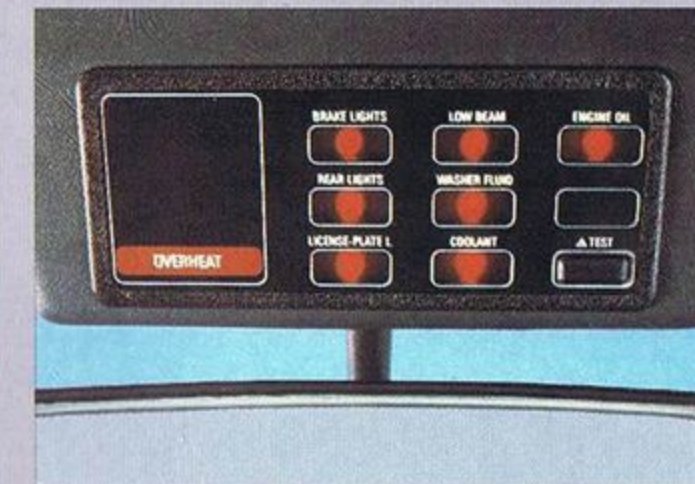 BRAKE LIGHTS LOW BEAM ENGINE OIL
REAR LIGHTS WASHER FLUID
LICENSE-PLATE L. COOLANT ▲ TEST
OVERHEAT